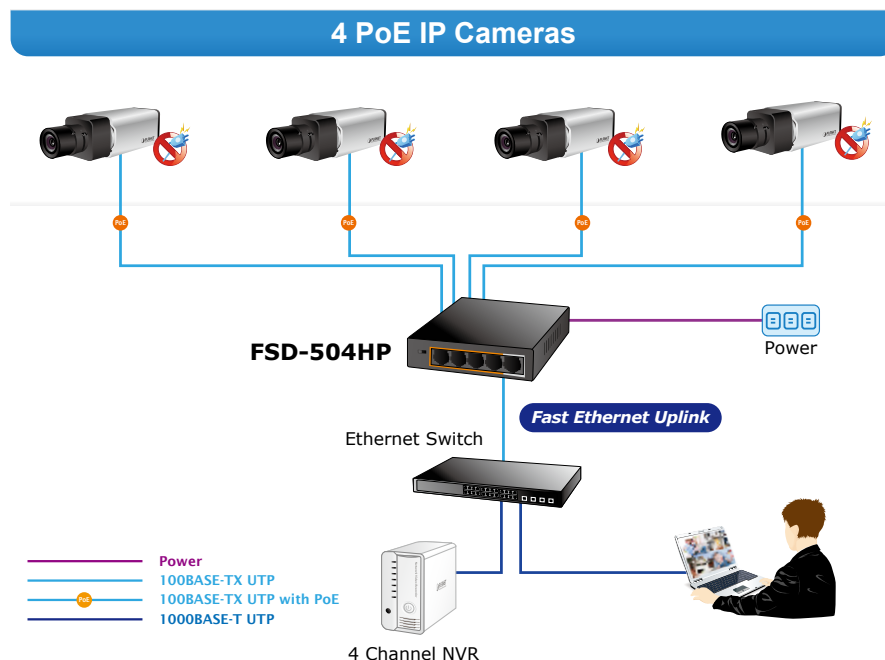 4 PoE IP Cameras
PoE
PoE
PoE
PoE
FSD-504HP
Power
Fast Ethernet Uplink
Ethernet Switch
Power
100BASE-TX UTP
PoE
100BASE-TX UTP with PoE
1000BASE-T UTP
4 Channel NVR